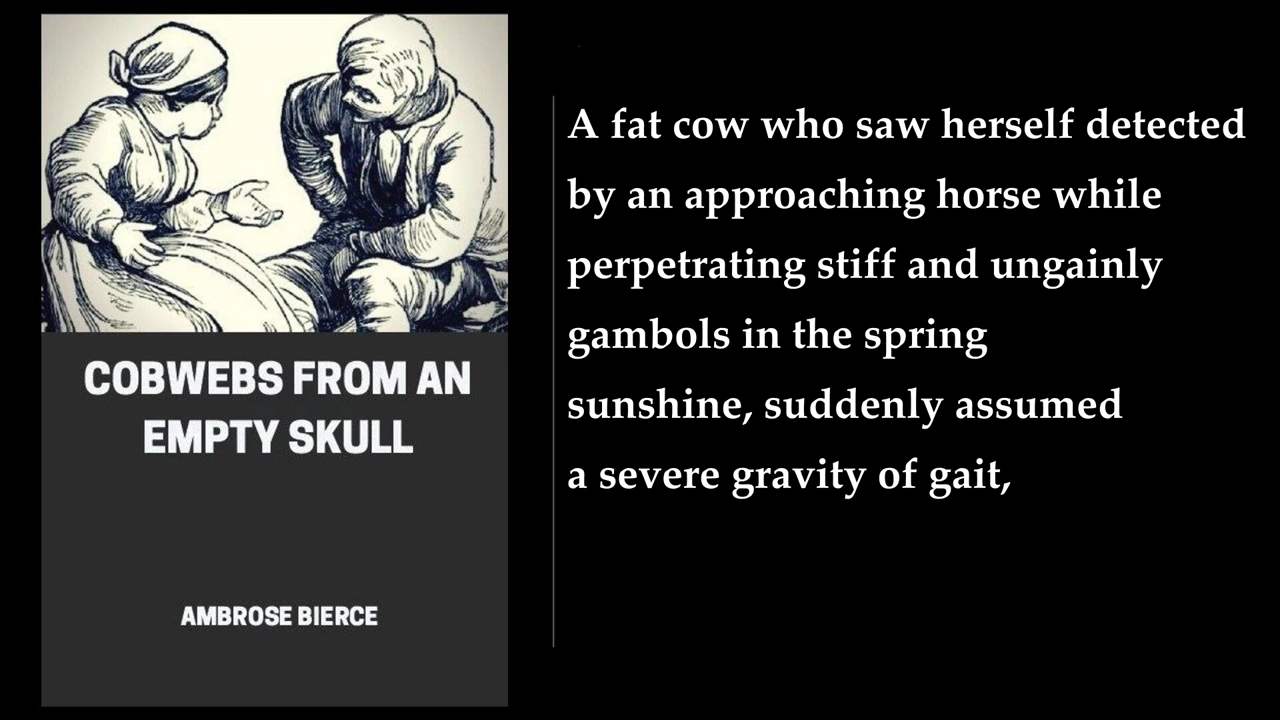 COBWEBS FROM AN
EMPTY SKULL
AMBROSE BIERCE
A fat cow who saw herself detected
by an approaching horse while
perpetrating stiff and ungainly
gambols in the spring
sunshine, suddenly assumed
a severe gravity of gait,